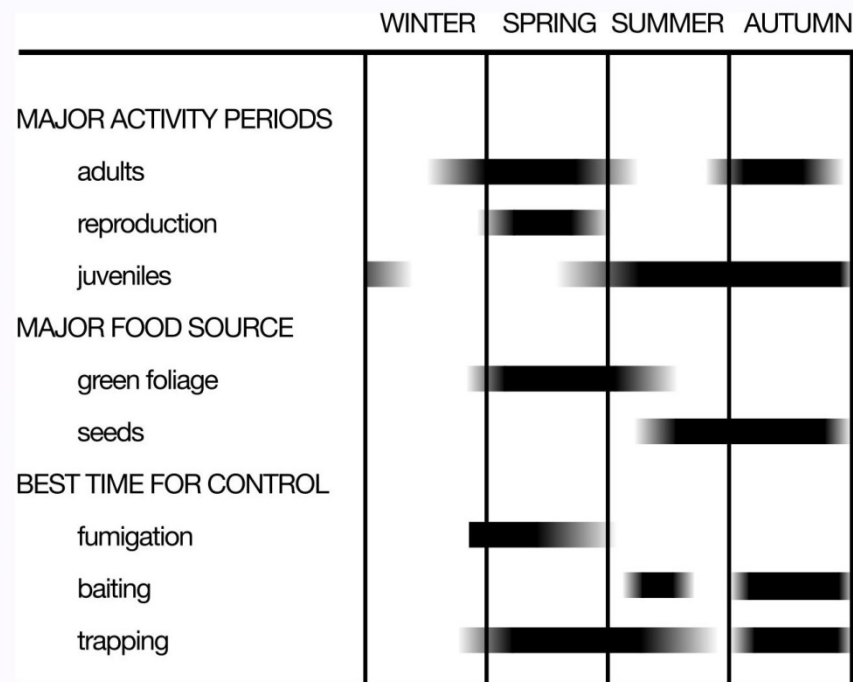 WINTER SPRING SUMMER AUTUMN
MAJOR ACTIVITY PERIODS
adults
reproduction
juveniles
MAJOR FOOD SOURCE
green foliage
seeds
BEST TIME FOR CONTROL
fumigation
baiting
trapping